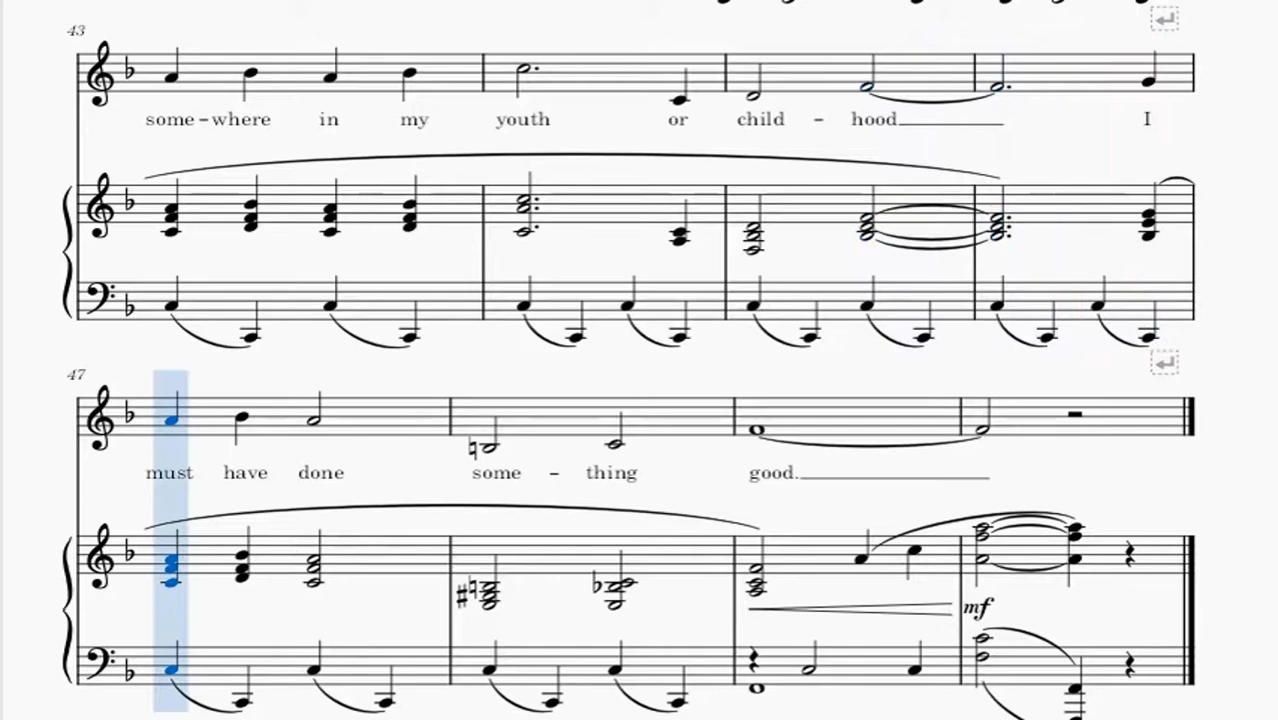 43
some-where in my youth or child - hood I
47
must have done some - thing good.
mf